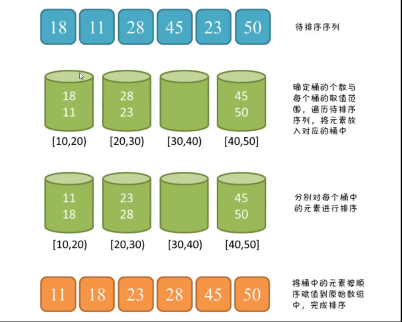 18 11 28 45 23 50
待排序序列
18 28 45
11 23 50
[10,20) [20,30) [30,40) [40,50]
确定桶的个数与
每个桶的取值范
围，遍历待排序
序列，将元素放
入对应的桶中
11 23 45
18 28 50
[10,20) [20,30) [30,40) [40,50]
分别对每个桶中
的元素进行排序
11 18 23 28 45 50
将桶中的元素按顺
序赋值到原始数组
中，完成排序